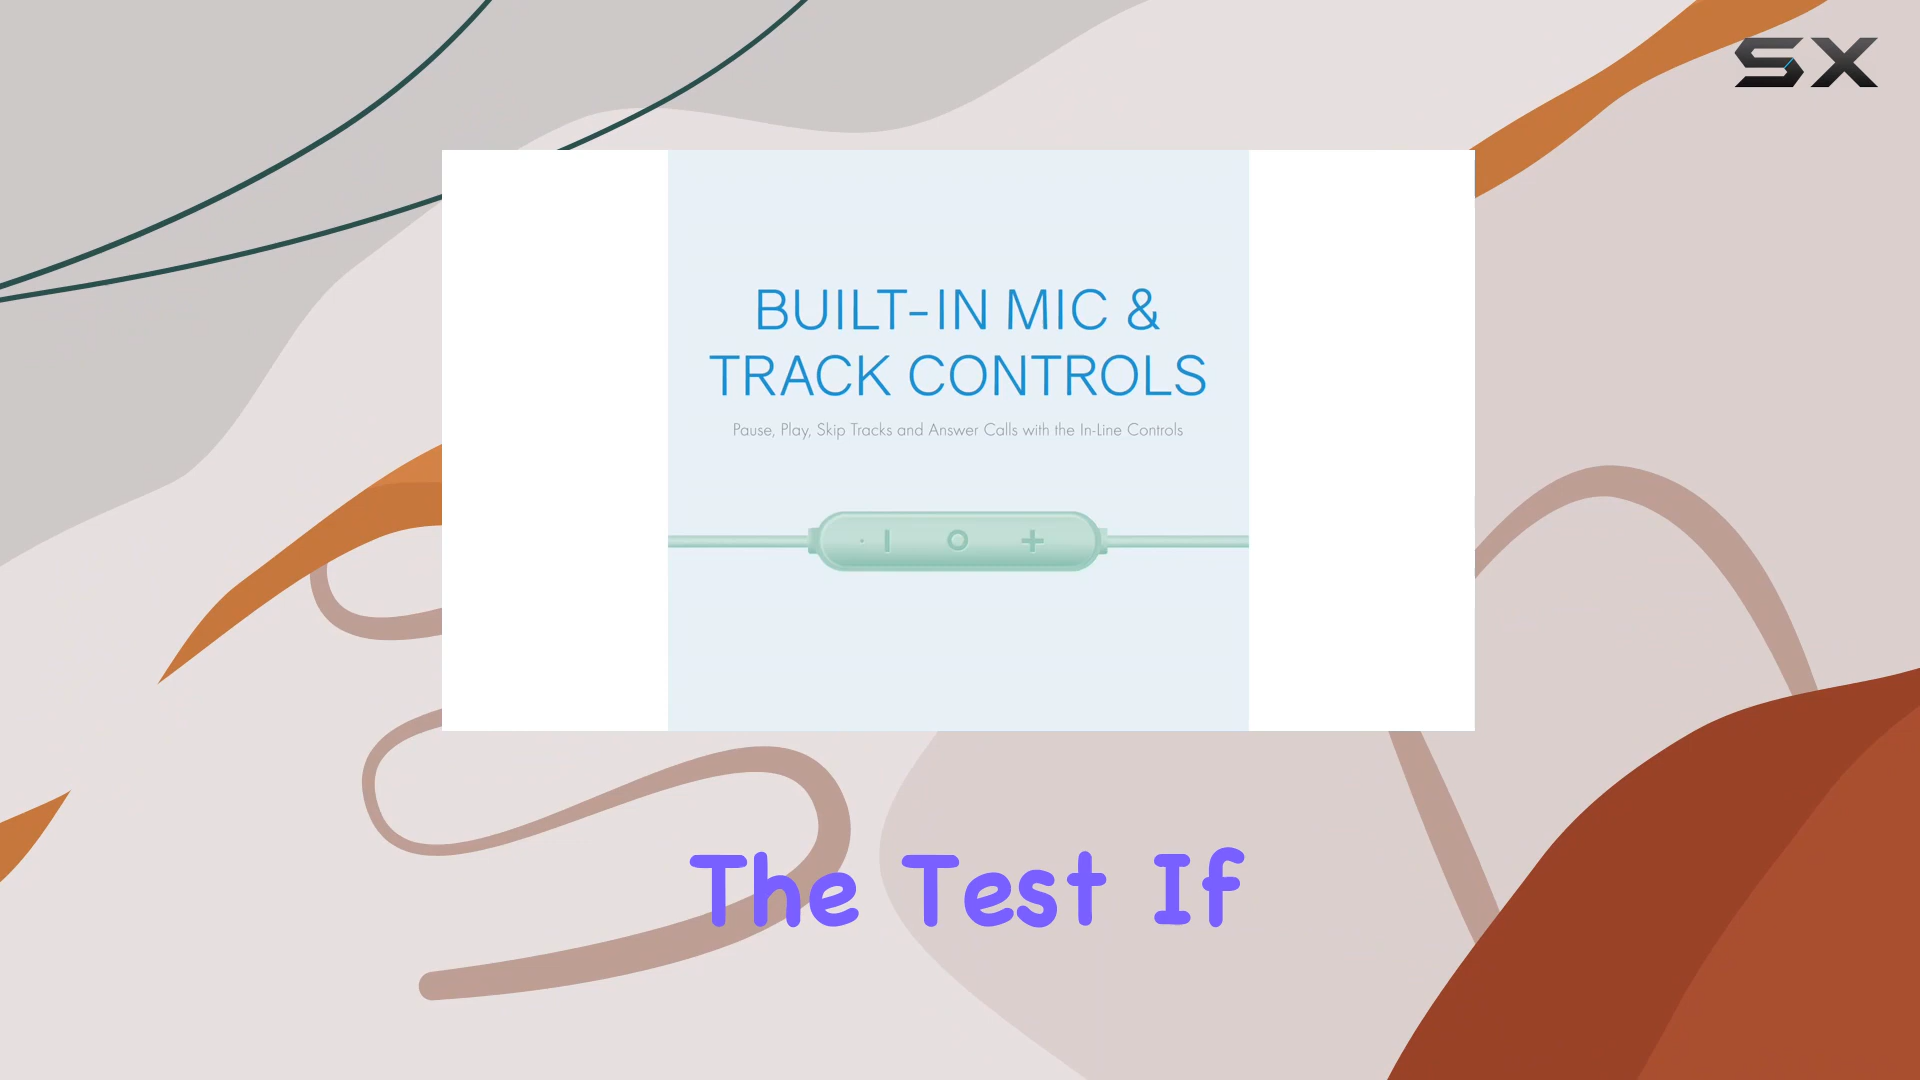 SX
BUILT-IN MIC &
TRACK CONTROLS
Pause, Play, Skip Tracks and Answer Calls with the In-Line Controls
The Test If